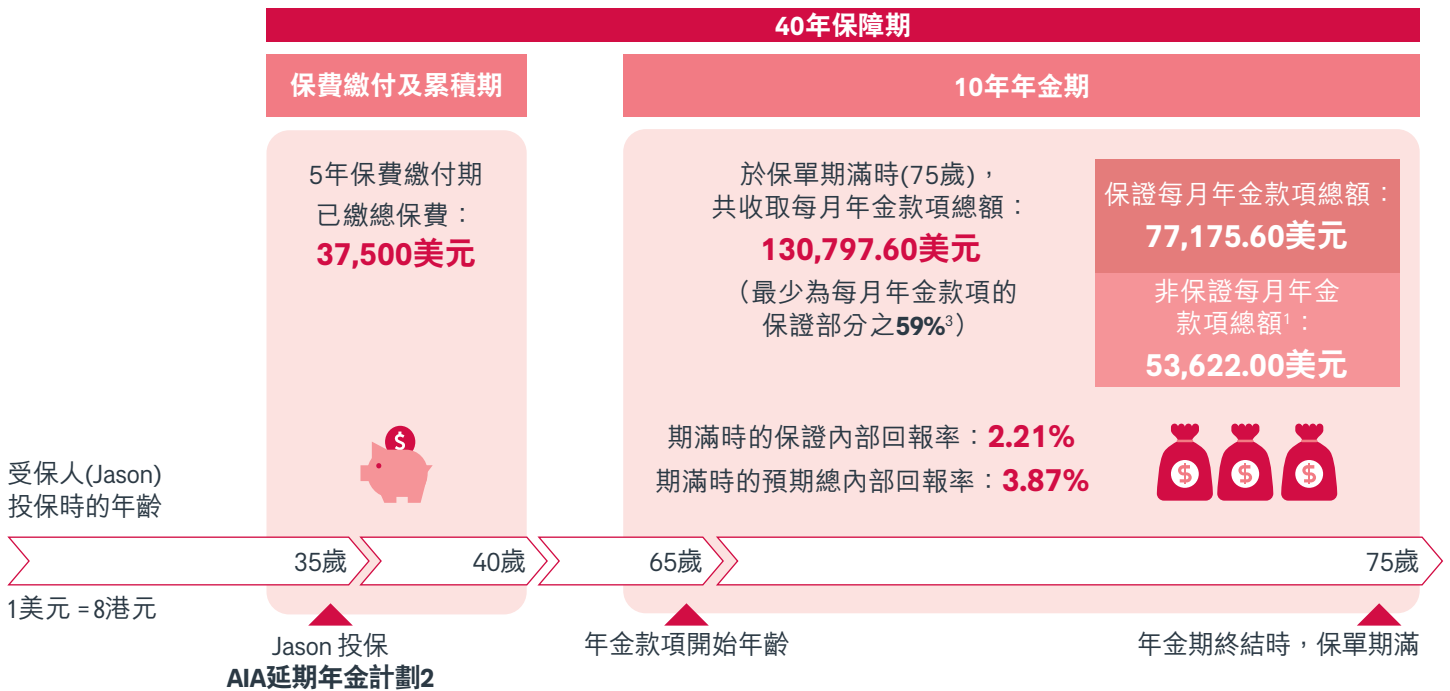 40年保障期
保費繳付及累積期
10年年金期
5年保費繳付期
已繳總保費：
37,500美元
於保單期滿時(75歲)，
共收取每月年金款項總額：
130,797.60美元
（最少為每月年金款項的
保證部分之59%³）
保證每月年金款項總額：
77,175.60美元
非保證每月年金
款項總額¹：
53,622.00美元
期滿時的保證內部回報率：2.21%
期滿時的預期總內部回報率：3.87%
$
$ $ $
受保人(Jason)
投保時的年齡
35歲
40歲
65歲
75歲
1美元 = 8港元
Jason 投保
AIA延期年金計劃2
年金款項開始年齡
年金期終結時，保單期滿